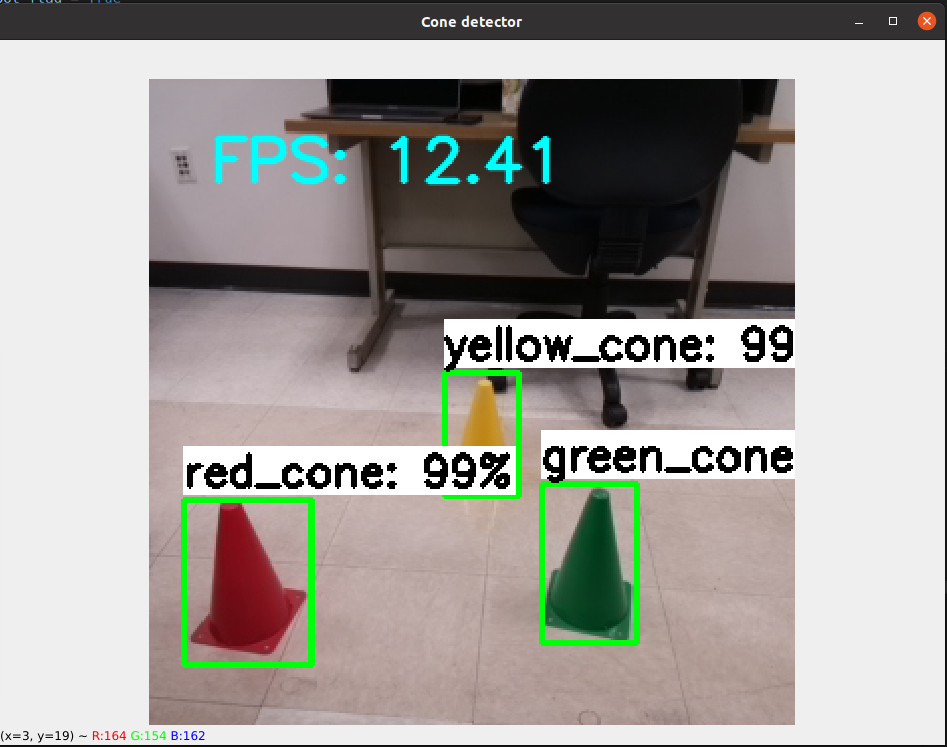 Cone detector
FPS: 12.41
yellow_cone: 99
green_cone
red_cone: 99%
(x=3, y=19) ~ R:164 G:154 B:162